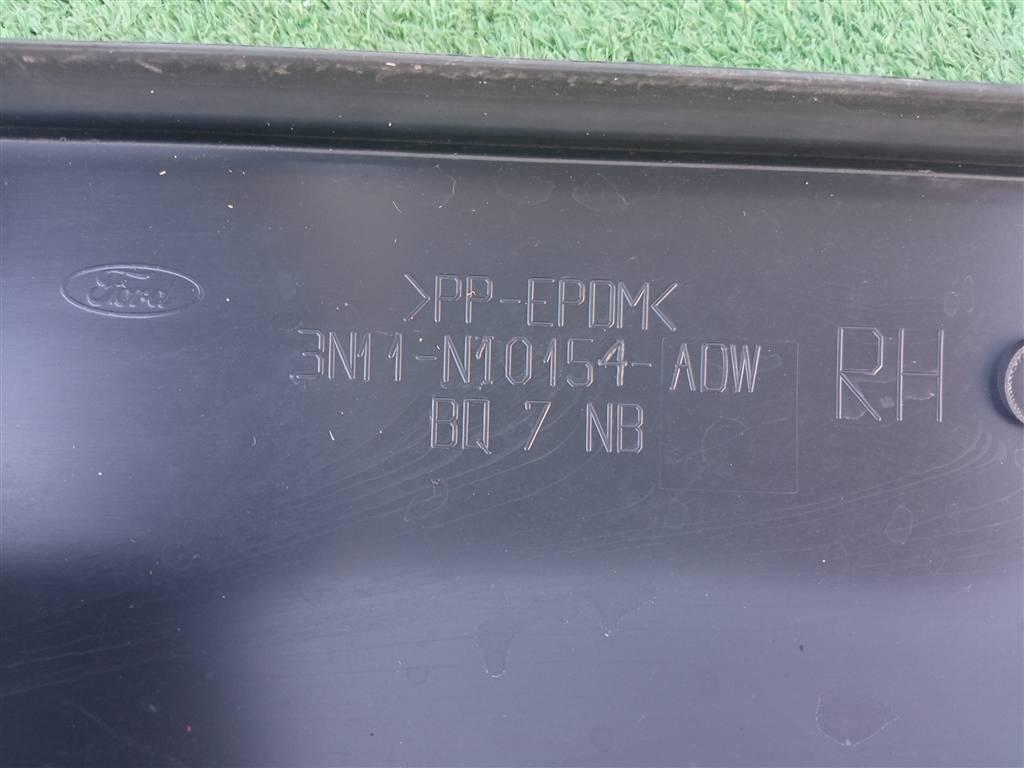 Ford
>PP-EPDM<
3N11-N10154-ADW
BQ 7 NB
RH